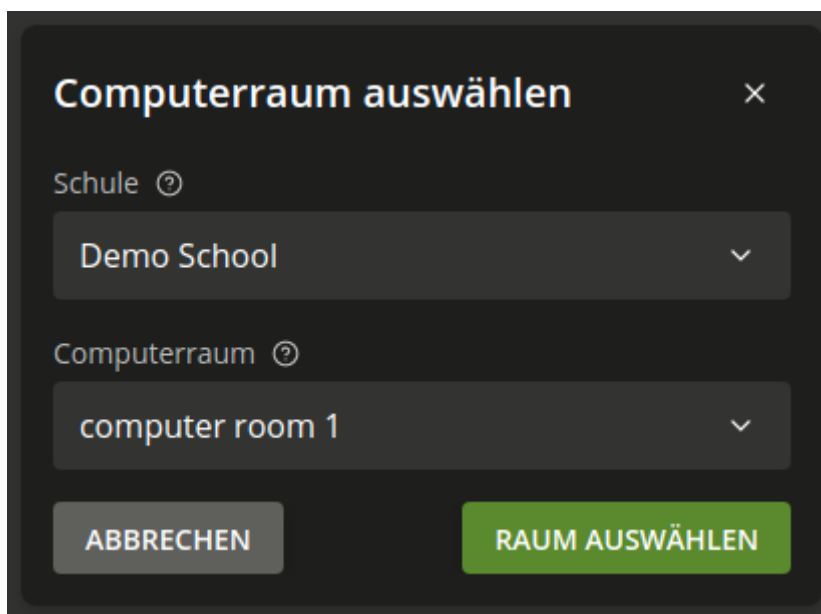 Computerraum auswählen
Schule
Demo School
Computerraum
computer room 1
ABBRECHEN
RAUM AUSWÄHLEN